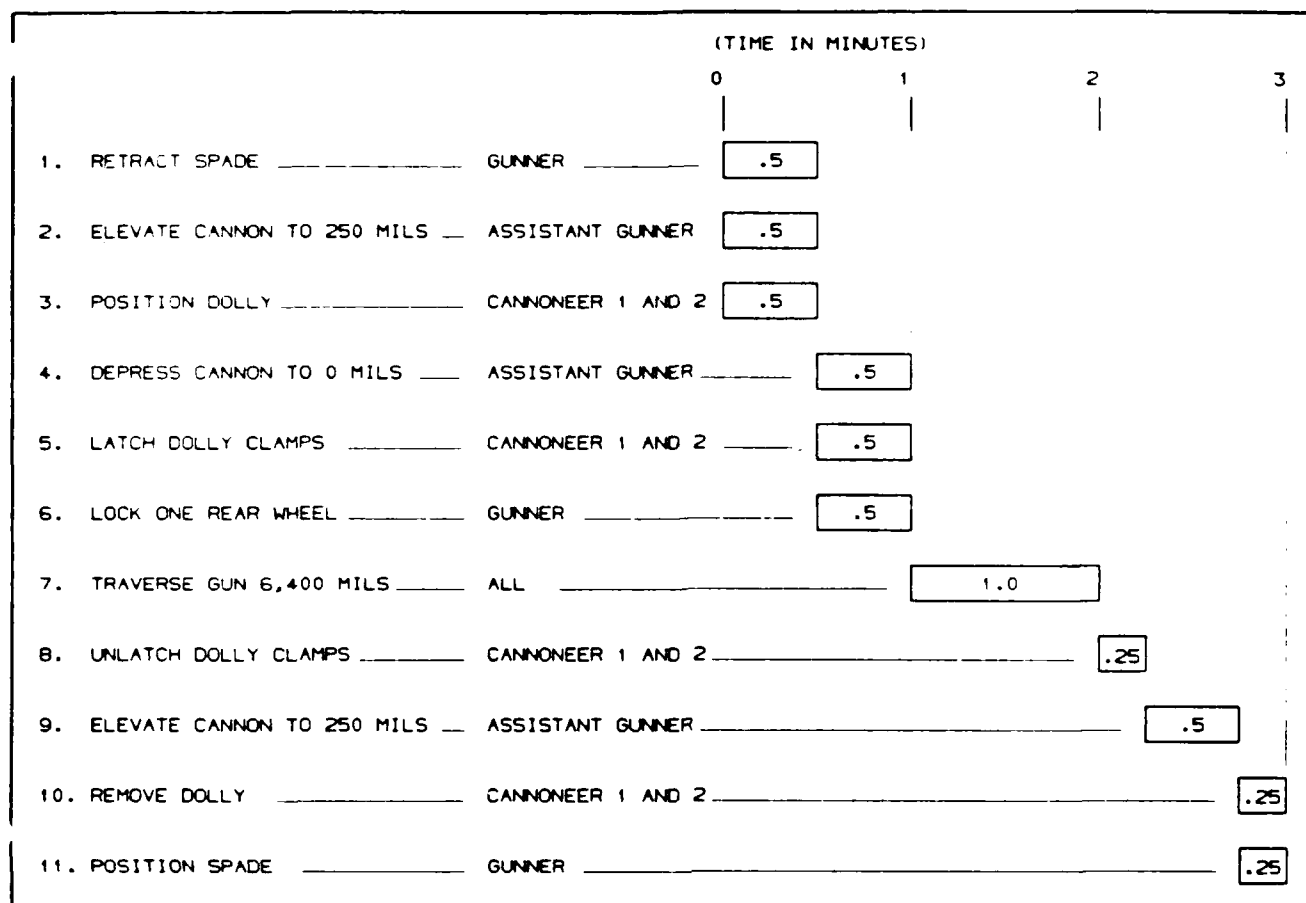 (TIME IN MINUTES)
0 1 2 3
1. RETRACT SPADE GUNNER .5
2. ELEVATE CANNON TO 250 MILS ASSISTANT GUNNER .5
3. POSITION DOLLY CANNONEER 1 AND 2 .5
4. DEPRESS CANNON TO 0 MILS ASSISTANT GUNNER .5
5. LATCH DOLLY CLAMPS CANNONEER 1 AND 2 .5
6. LOCK ONE REAR WHEEL GUNNER .5
7. TRAVERSE GUN 6,400 MILS ALL 1.0
8. UNLATCH DOLLY CLAMPS CANNONEER 1 AND 2 .25
9. ELEVATE CANNON TO 250 MILS ASSISTANT GUNNER .5
10. REMOVE DOLLY CANNONEER 1 AND 2 .25
11. POSITION SPADE GUNNER .25